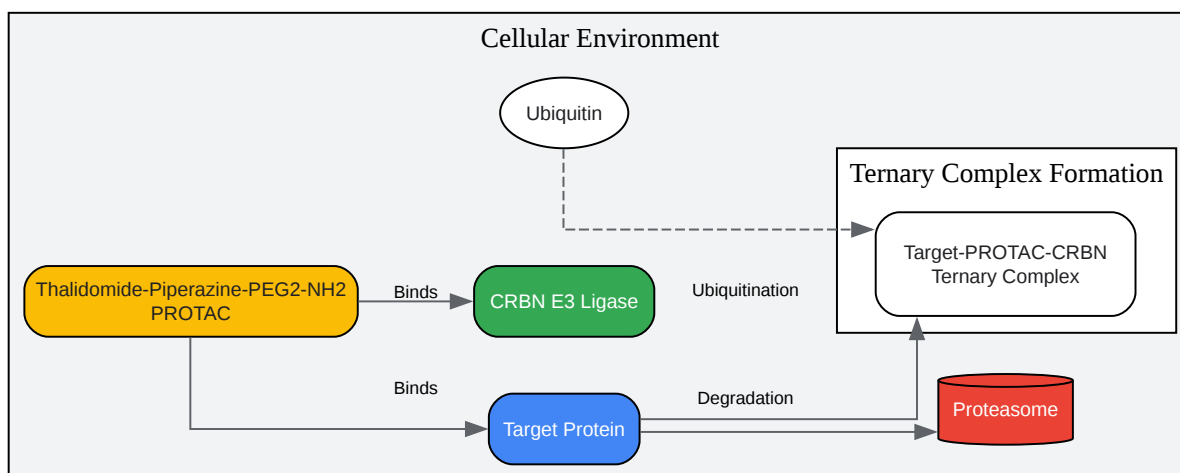 Cellular Environment
Ubiquitin
Ternary Complex Formation
Target-PROTAC-CRBN
Ternary Complex
Thalidomide-Piperazine-PEG2-NH2
PROTAC
Binds
CRBN E3 Ligase
Ubiquitination
Binds
Target Protein
Degradation
Proteasome